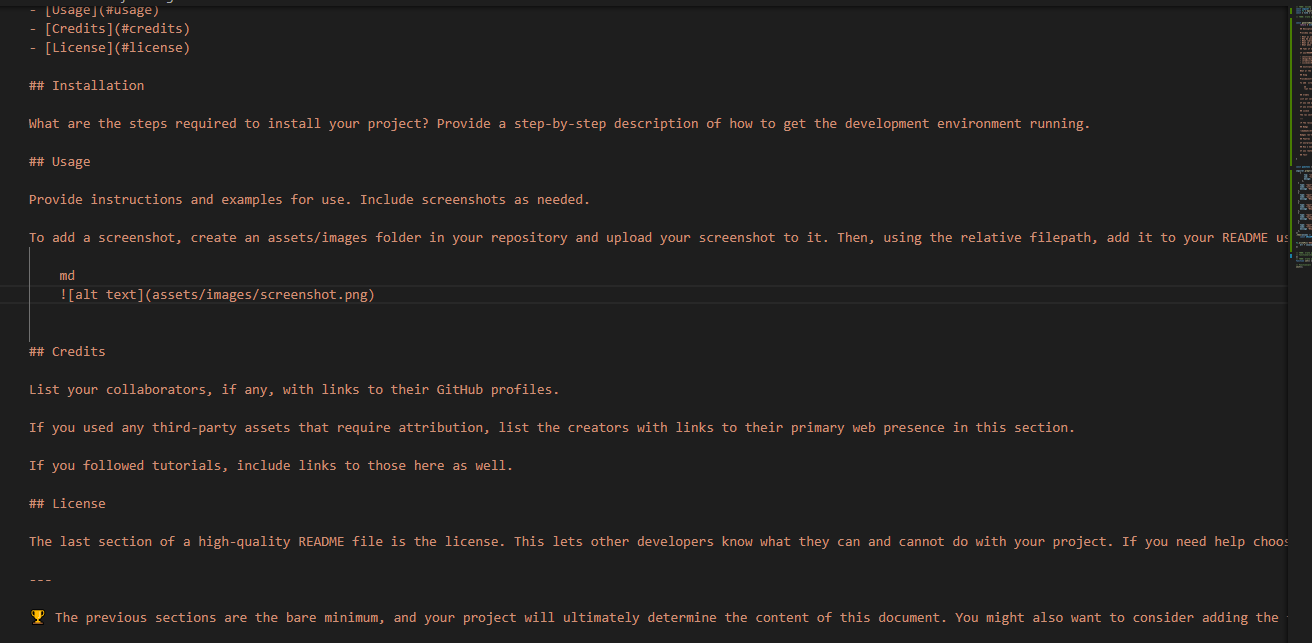 - [Usage](#usage)
- [Credits](#credits)
- [License](#license)
## Installation
What are the steps required to install your project? Provide a step-by-step description of how to get the development environment running.
## Usage
Provide instructions and examples for use. Include screenshots as needed.
To add a screenshot, create an assets/images folder in your repository and upload your screenshot to it. Then, using the relative filepath, add it to your README us
md
![alt text](assets/images/screenshot.png)
## Credits
List your collaborators, if any, with links to their GitHub profiles.
If you used any third-party assets that require attribution, list the creators with links to their primary web presence in this section.
If you followed tutorials, include links to those here as well.
## License
The last section of a high-quality README file is the license. This lets other developers know what they can and cannot do with your project. If you need help choos
---
🏆 The previous sections are the bare minimum, and your project will ultimately determine the content of this document. You might also want to consider adding the